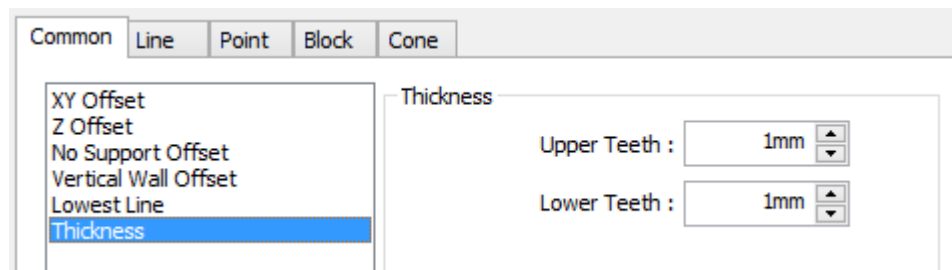 Common Line Point Block Cone
XY Offset
Z Offset
No Support Offset
Vertical Wall Offset
Lowest Line
Thickness
Thickness
Upper Teeth : 1mm
Lower Teeth : 1mm